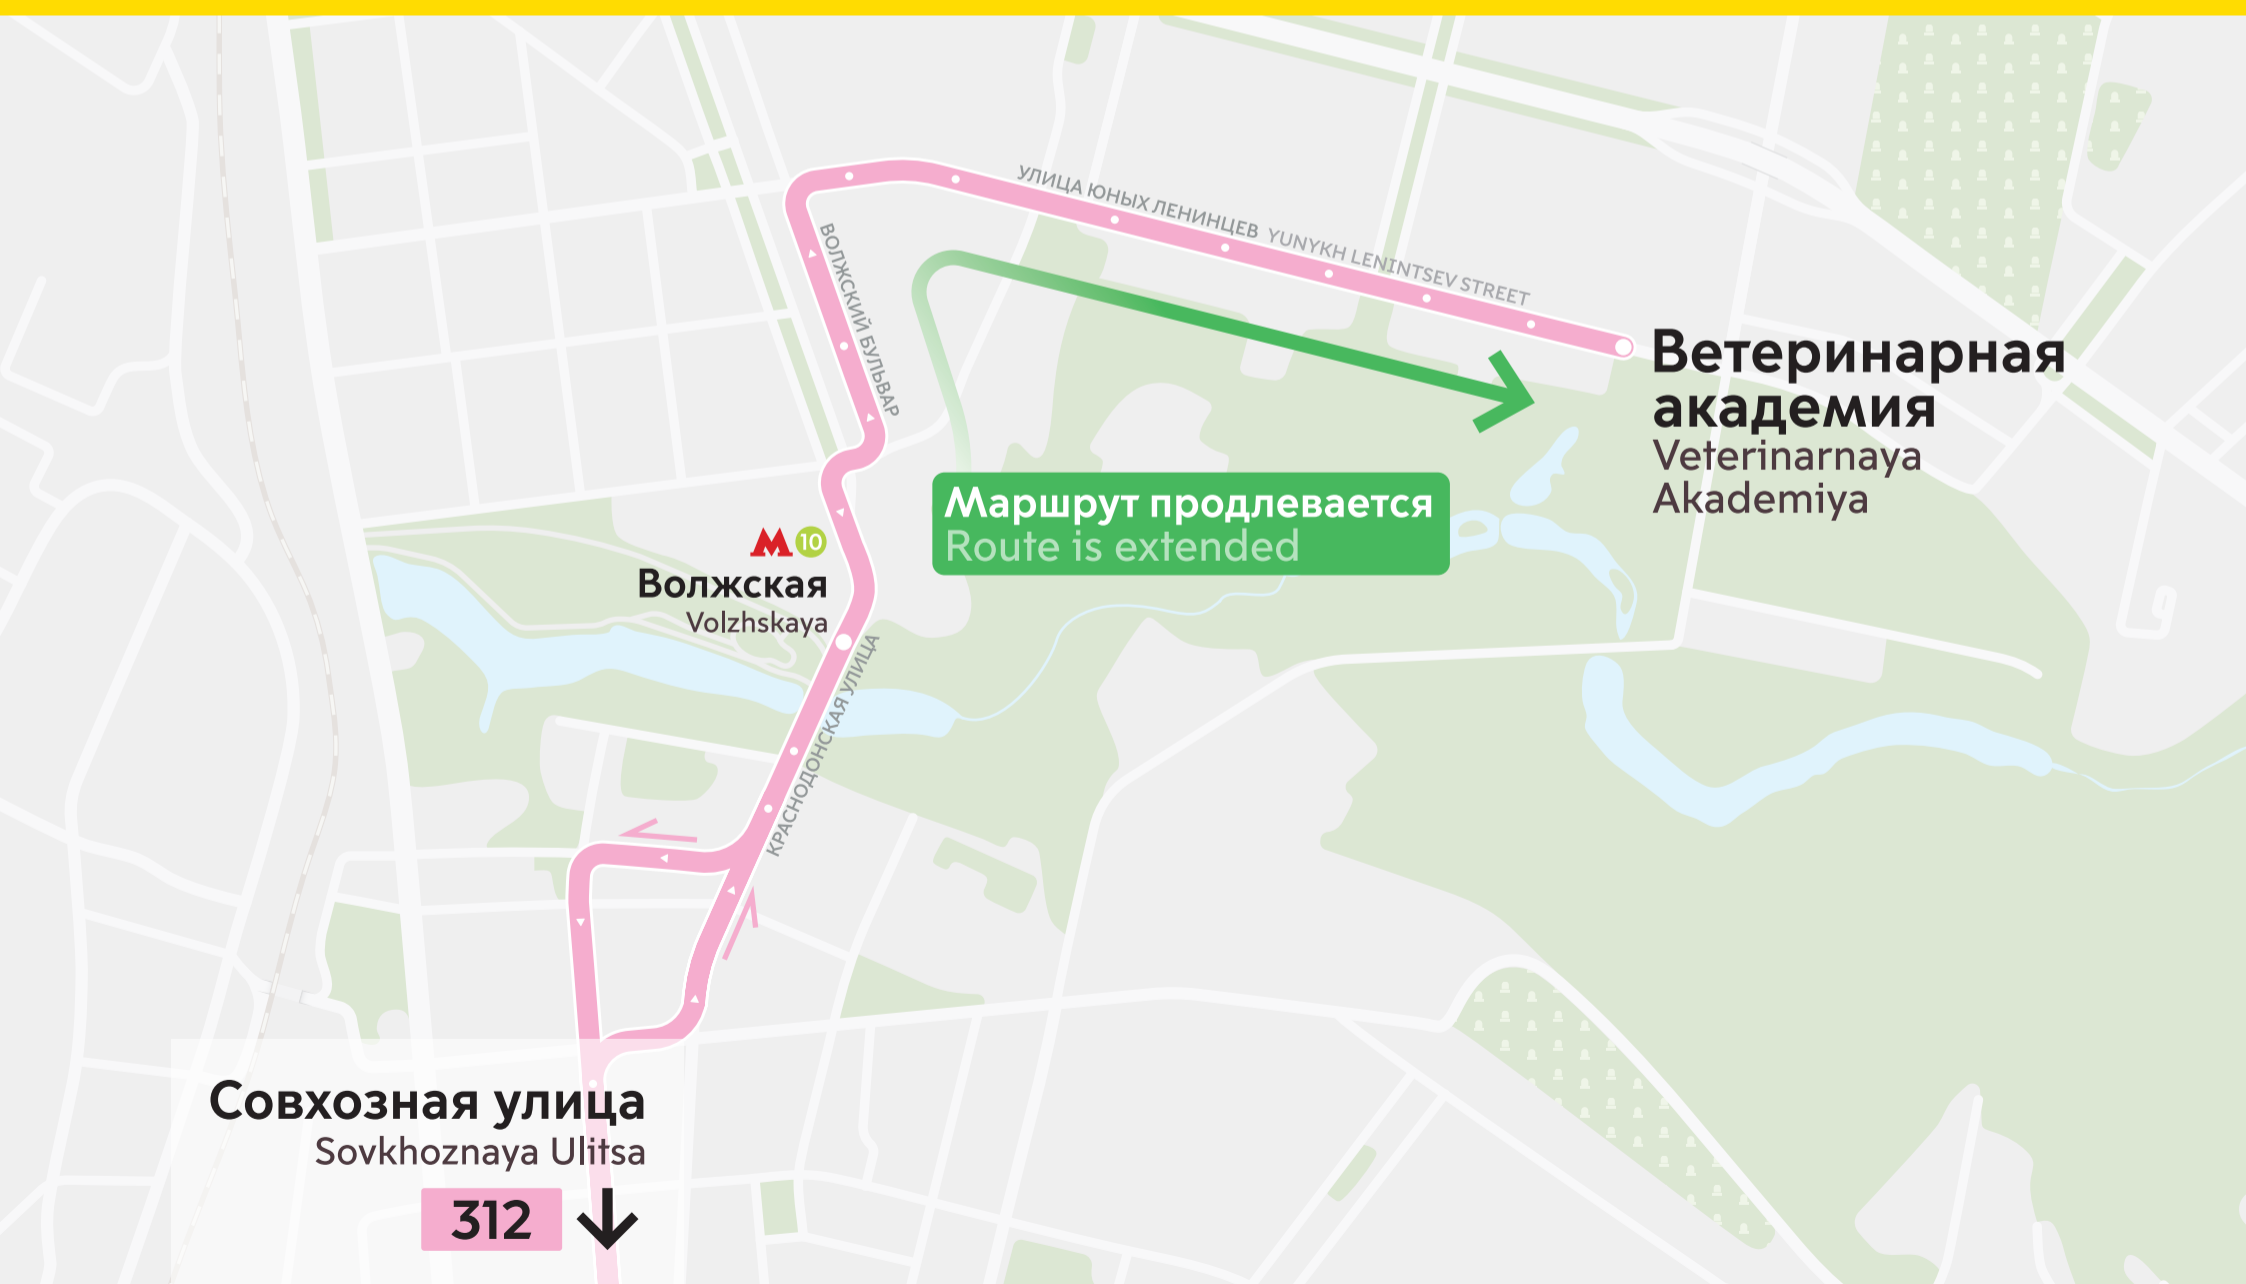 УЛИЦА ЮНЫХ ЛЕНИНЦЕВ YUNYKH LENINTSEV STREET
ВОЛЖСКИЙ БУЛЬВАР
Ветеринарная
академия
Veterinarnaya
Akademiya
Маршрут продлевается
Route is extended
М 10
Волжская
Volzhskaya
КРАСНОДОНСКАЯ УЛИЦА
Совхозная улица
Sovkhoznaya Ulitsa
312